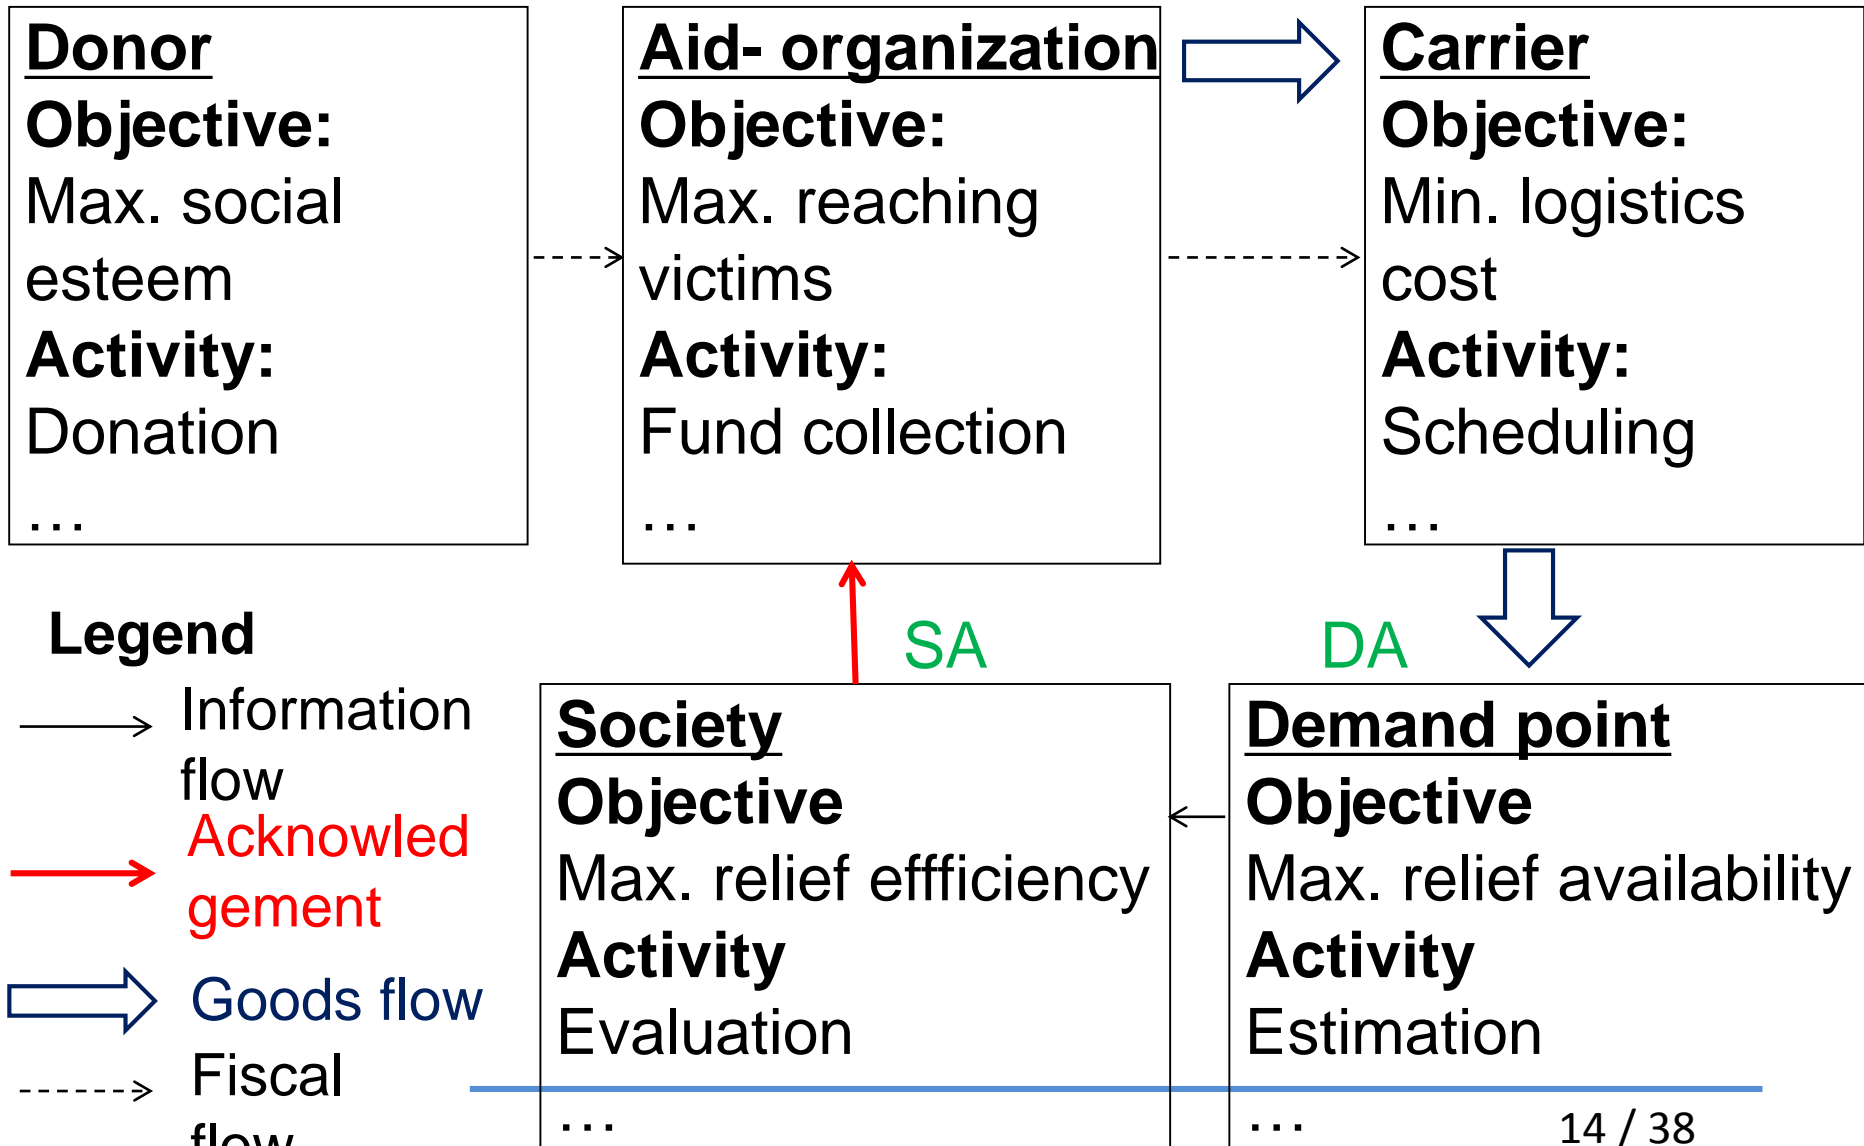 Donor
Objective:
Max. social
esteem
Activity:
Donation
…
Aid- organization
Objective:
Max. reaching
victims
Activity:
Fund collection
…
Carrier
Objective:
Min. logistics
cost
Activity:
Scheduling
…
Legend
Information
flow
Acknowled
gement
Goods flow
Fiscal
flow
SA
DA
Society
Objective
Max. relief effficiency
Activity
Evaluation
…
Demand point
Objective
Max. relief availability
Activity
Estimation
…
14 / 38